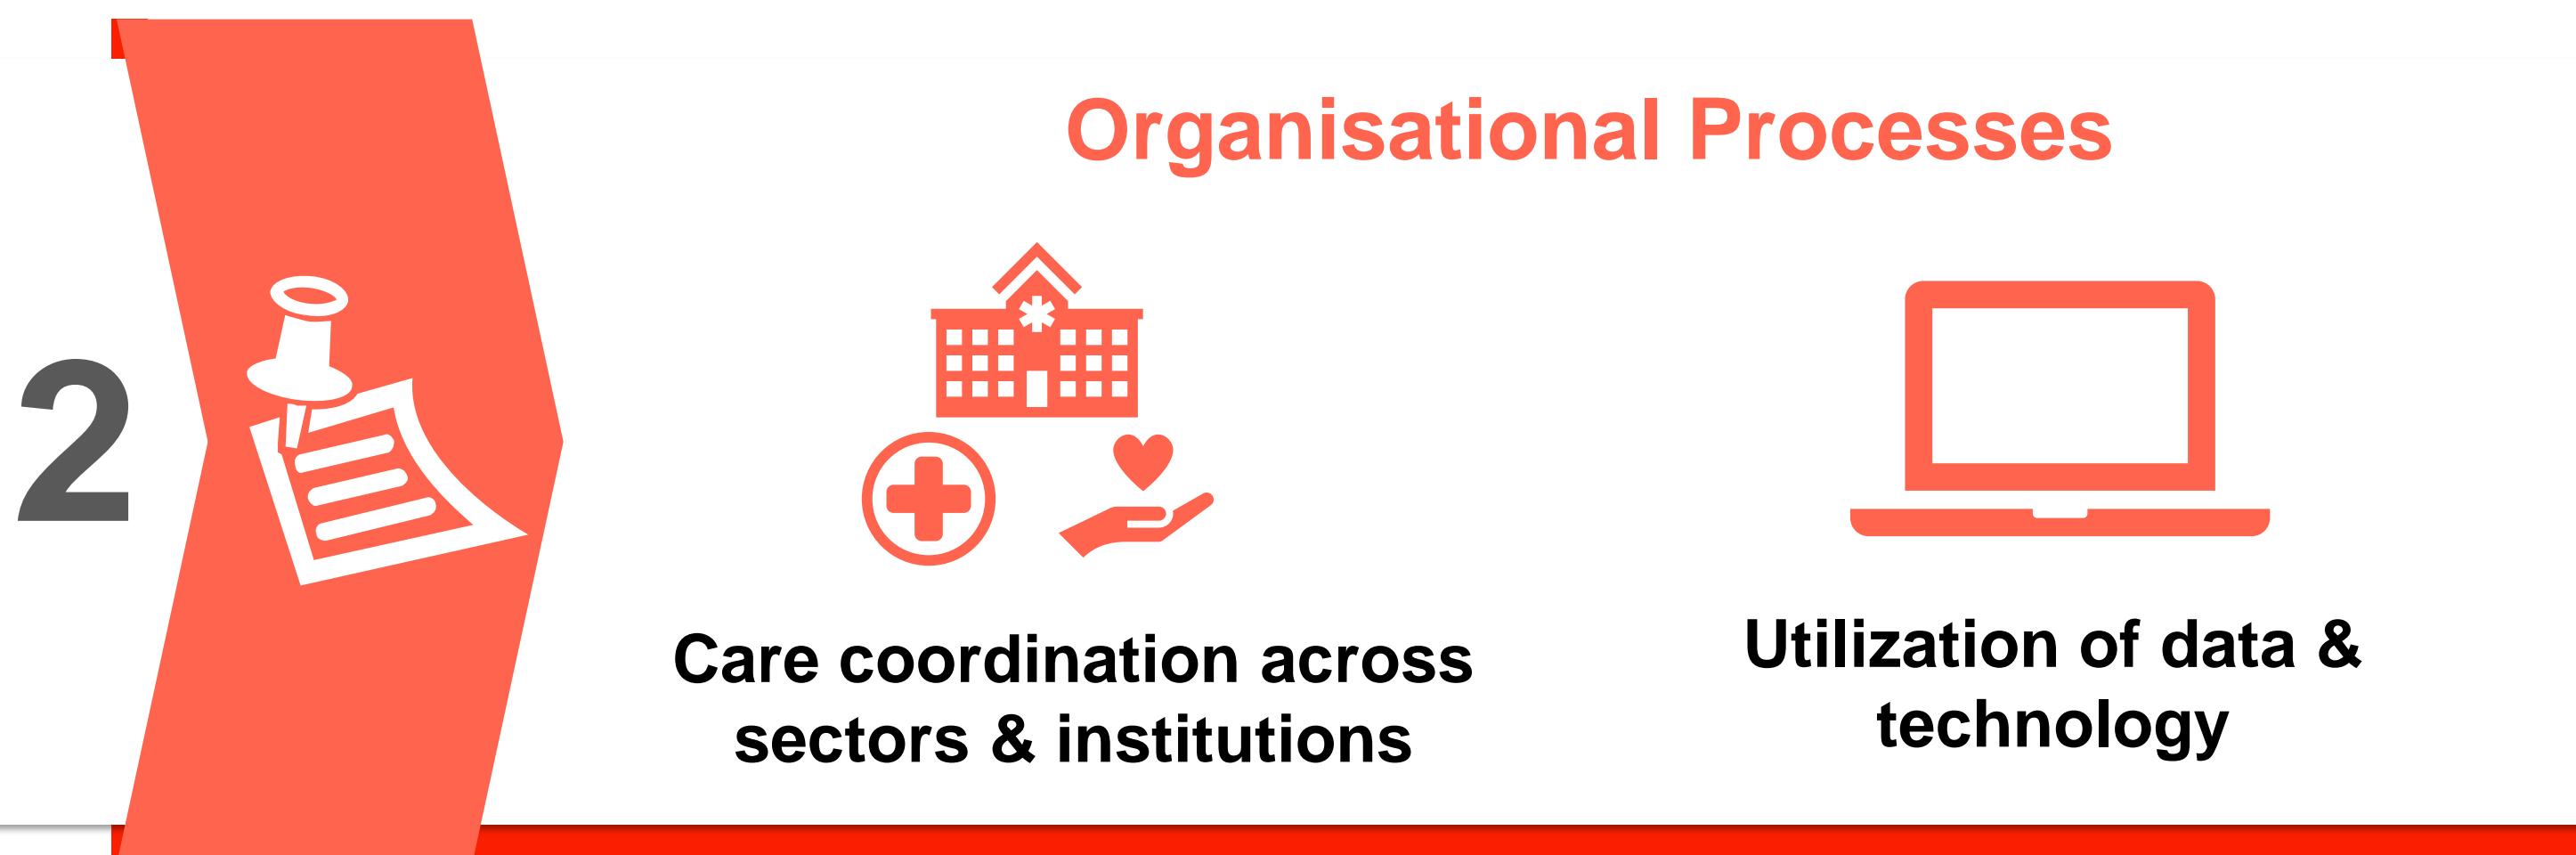 2
Organisational Processes
Care coordination across
sectors & institutions
Utilization of data &
technology